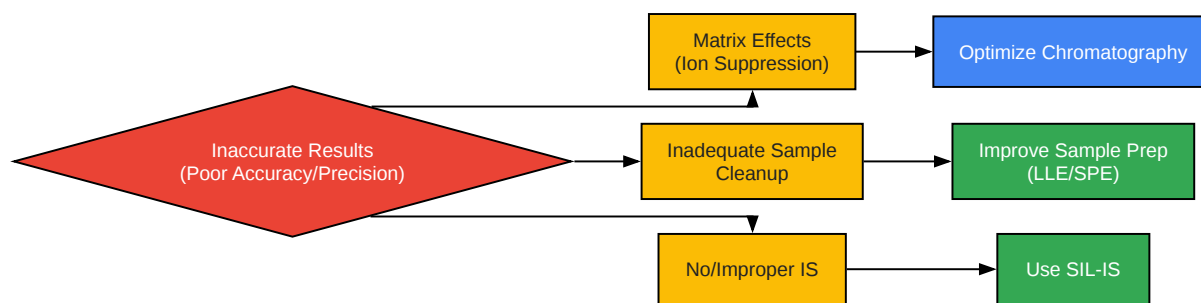 Matrix Effects
(Ion Suppression)
Optimize Chromatography
Inaccurate Results
(Poor Accuracy/Precision)
Inadequate Sample
Cleanup
Improve Sample Prep
(LLE/SPE)
No/Improper IS
Use SIL-IS